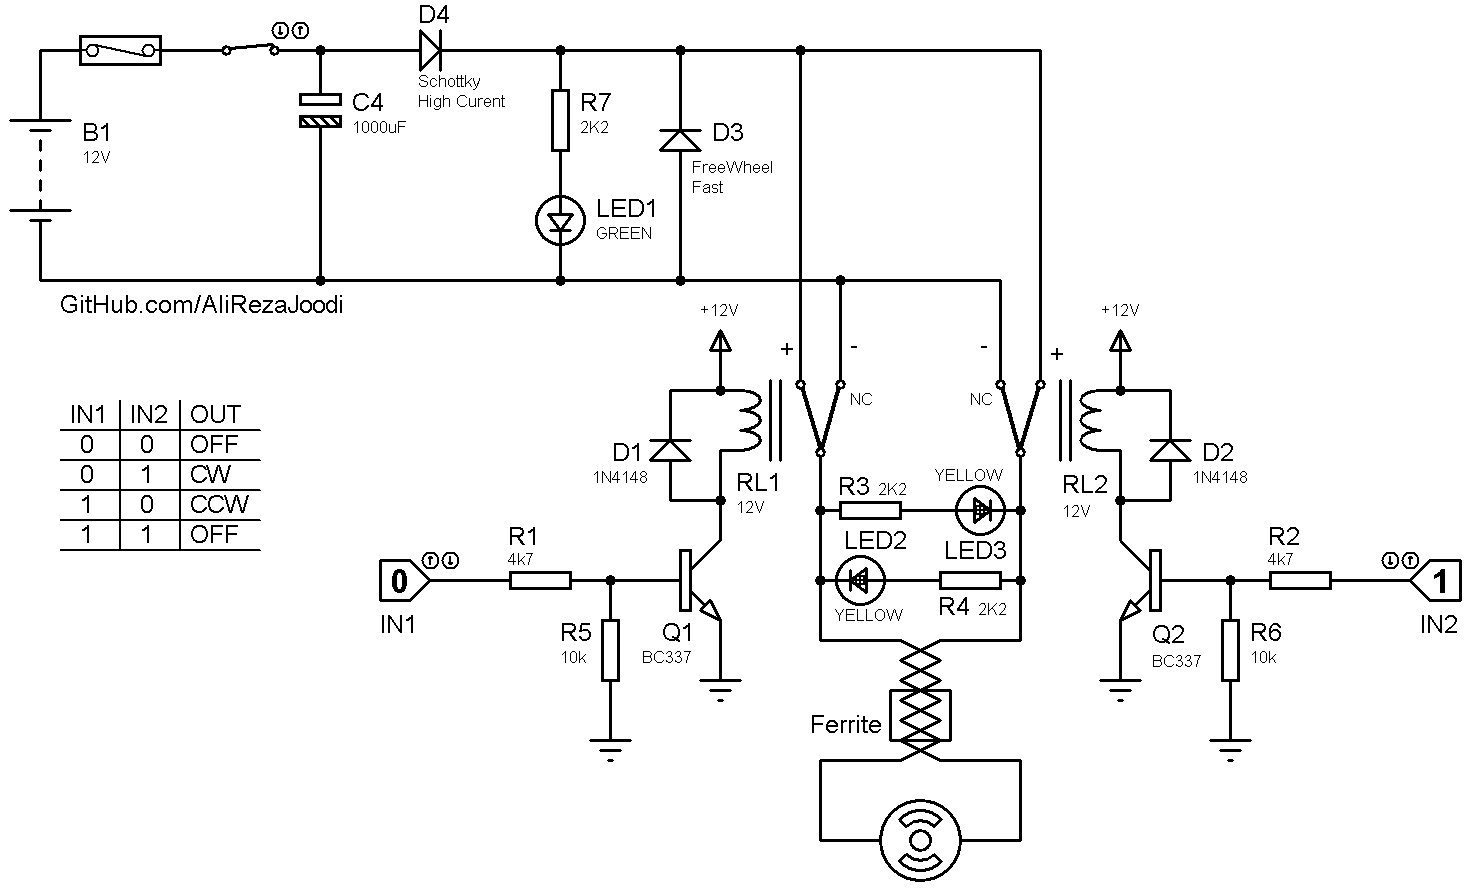 D4
Schottky
High Curent
C4
1000uF
R7
2K2
B1
12V
D3
FreeWheel
Fast
LED1
GREEN
GitHub.com/AliRezaJoodi
+12V
+12V
+ -
- +
NC
NC
IN1 IN2 OUT
0 0 OFF
0 1 CW
1 0 CCW
1 1 OFF
D1
1N4148
RL1
12V
YELLOW
R3 2K2
LED3
LED2
YELLOW
R4 2K2
RL2
12V
D2
1N4148
R1
4k7
0
IN1
R5
10k
Q1
BC337
R2
4k7
1
IN2
Q2
BC337
R6
10k
Ferrite